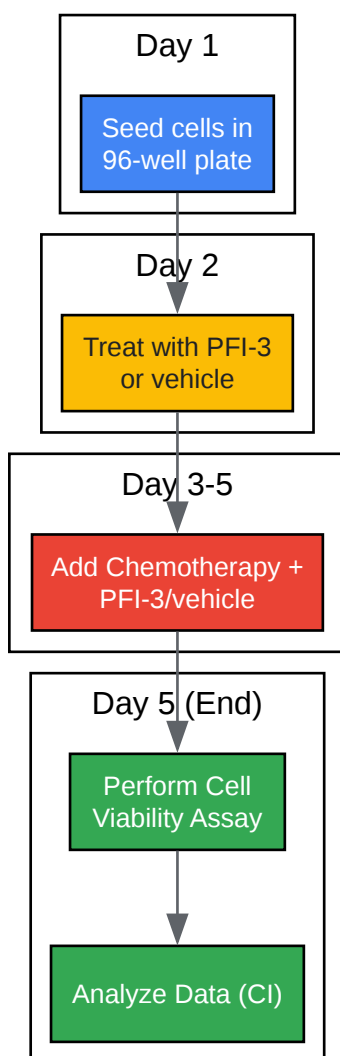 Day 1
Seed cells in
96-well plate
Day 2
Treat with PFI-3
or vehicle
Day 3-5
Add Chemotherapy +
PFI-3/vehicle
Day 5 (End)
Perform Cell
Viability Assay
Analyze Data (CI)